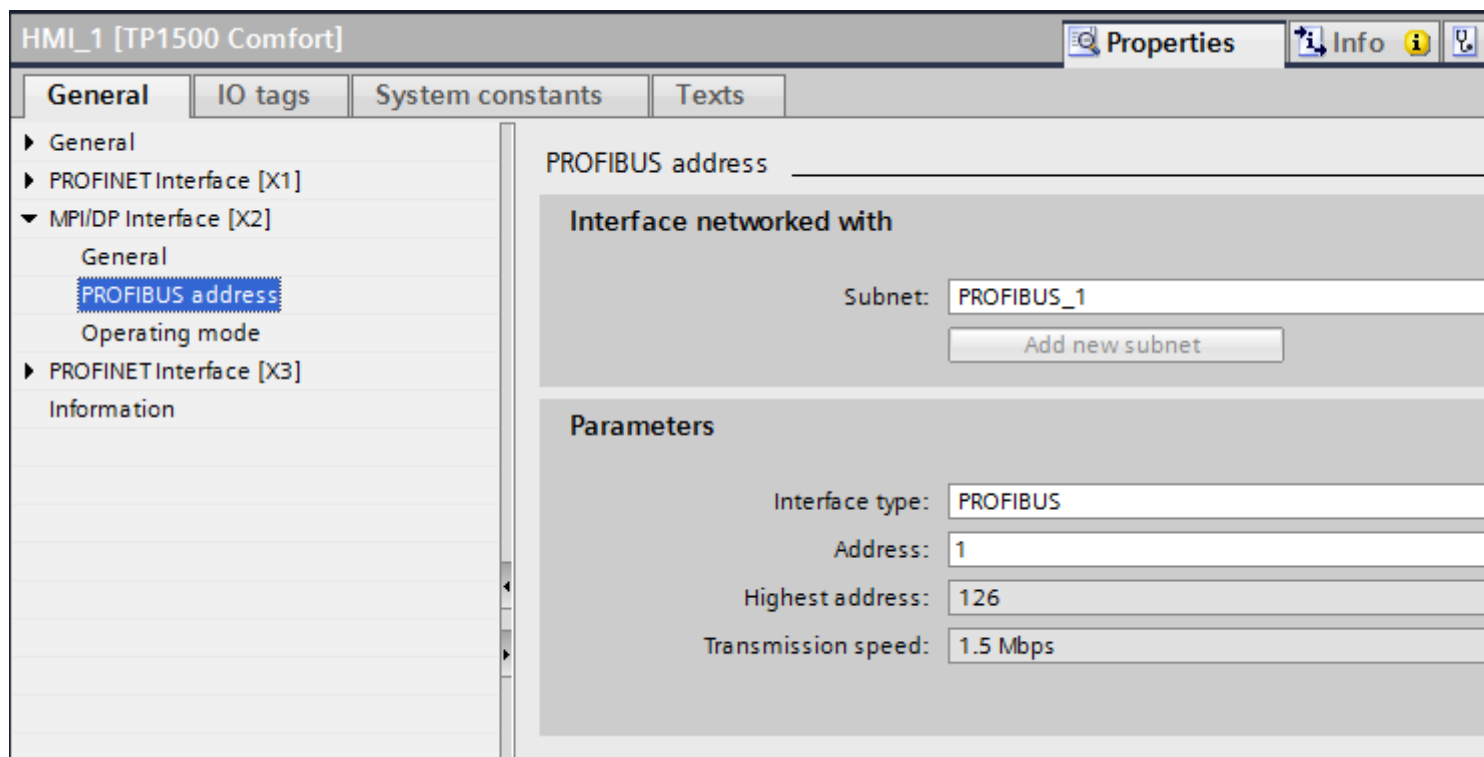 HMI_1 [TP1500 Comfort]
Properties
Info
General
IO tags
System constants
Texts
General
PROFINET Interface [X1]
MPI/DP Interface [X2]
General
PROFIBUS address
Operating mode
PROFINET Interface [X3]
Information
PROFIBUS address
Interface networked with
Subnet: PROFIBUS_1
Add new subnet
Parameters
Interface type: PROFIBUS
Address: 1
Highest address: 126
Transmission speed: 1.5 Mbps